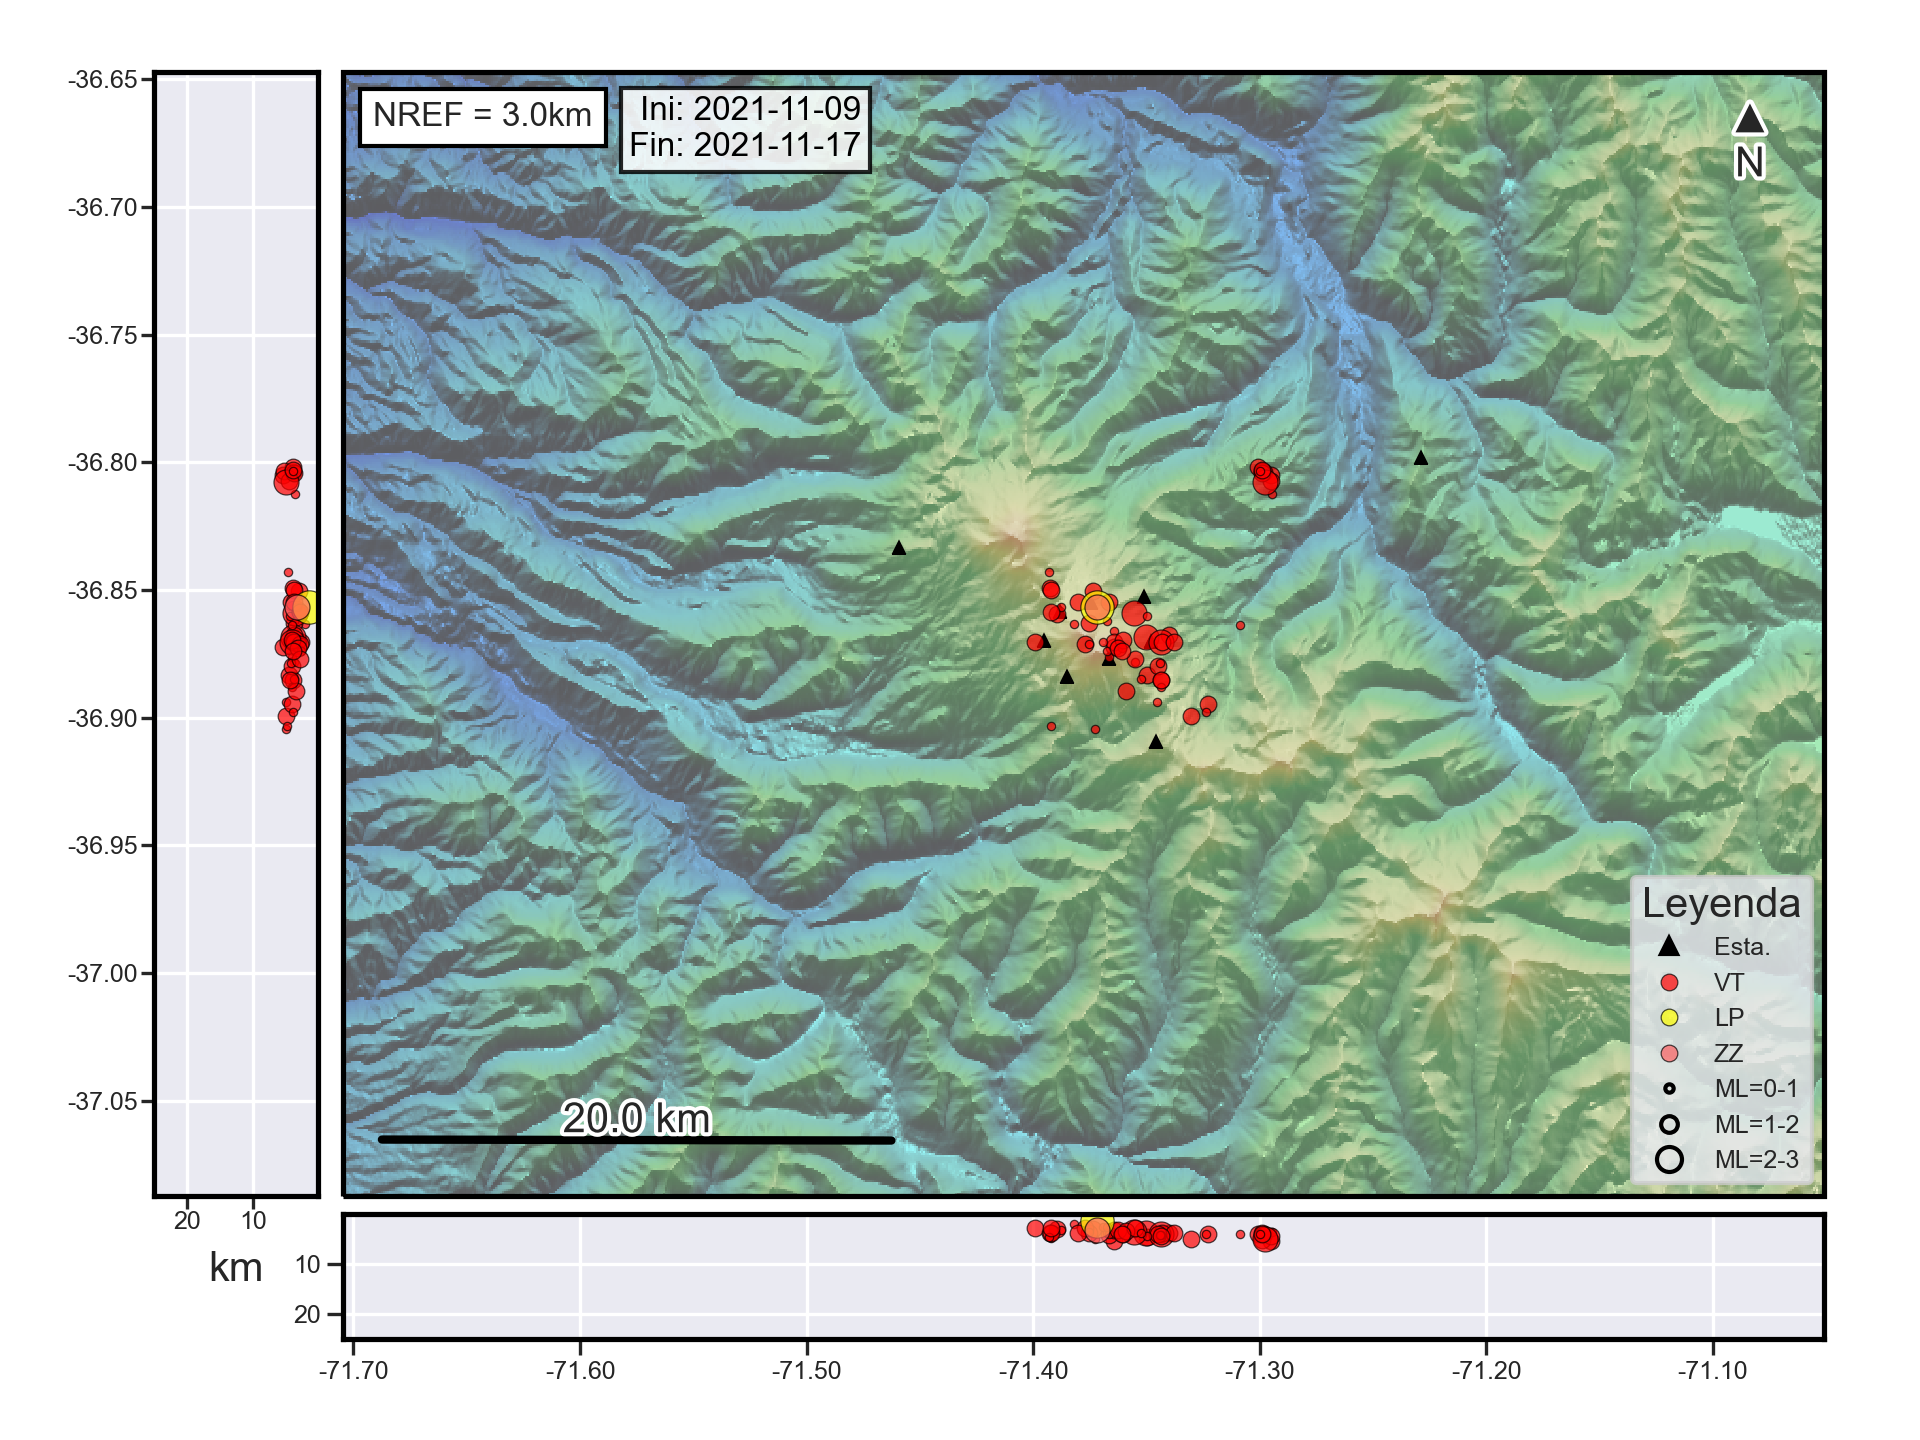 NREF = 3.0km
Ini: 2021-11-09
Fin: 2021-11-17
N
-36.65
-36.70
-36.75
-36.80
-36.85
-36.90
-36.95
-37.00
-37.05
20.0 km
Leyenda
Esta.
VT
LP
ZZ
ML=0-1
ML=1-2
ML=2-3
20 10
km
10
20
-71.70 -71.60 -71.50 -71.40 -71.30 -71.20 -71.10